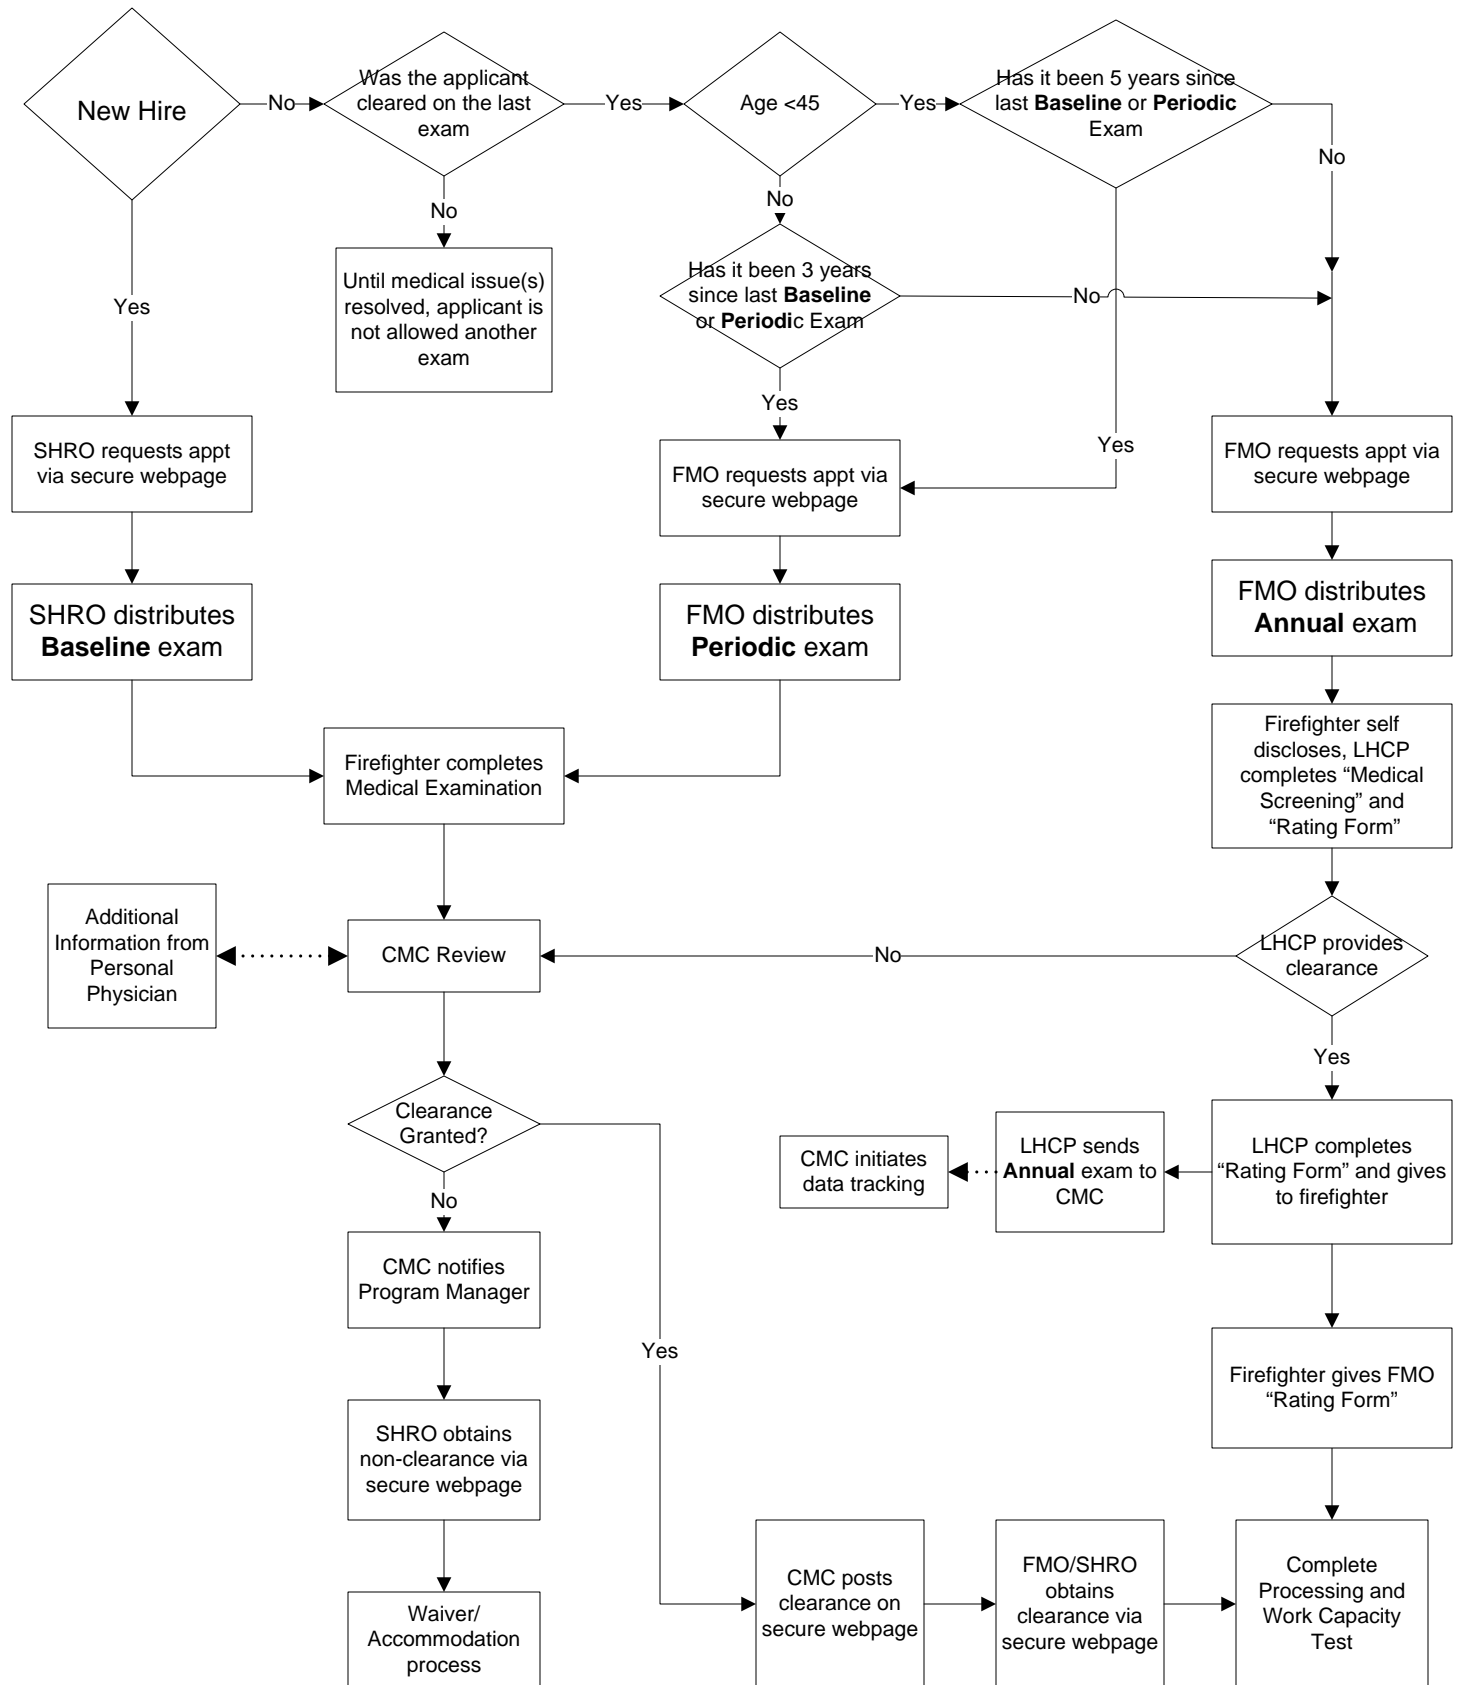 New Hire
No
Was the applicant
cleared on the last
exam
Yes
Age <45
Yes
Has it been 5 years since
last Baseline or Periodic
Exam
No
No
No
Until medical issue(s)
resolved, applicant is
not allowed another
exam
Has it been 3 years
since last Baseline
or Periodic Exam
No
Yes
Yes
Yes
SHRO requests appt
via secure webpage
FMO requests appt via
secure webpage
FMO requests appt via
secure webpage
SHRO distributes
Baseline exam
FMO distributes
Periodic exam
FMO distributes
Annual exam
Firefighter completes
Medical Examination
Firefighter self
discloses, LHCP
completes “Medical
Screening” and
“Rating Form”
Additional
Information from
Personal
Physician
CMC Review
No
LHCP provides
clearance
Yes
Clearance
Granted?
No
CMC initiates
data tracking
LHCP sends
Annual exam to
CMC
LHCP completes
“Rating Form” and gives
to firefighter
CMC notifies
Program Manager
Yes
Firefighter gives FMO
“Rating Form”
SHRO obtains
non-clearance via
secure webpage
Waiver/
Accommodation
process
CMC posts
clearance on
secure webpage
FMO/SHRO
obtains
clearance via
secure webpage
Complete
Processing and
Work Capacity
Test